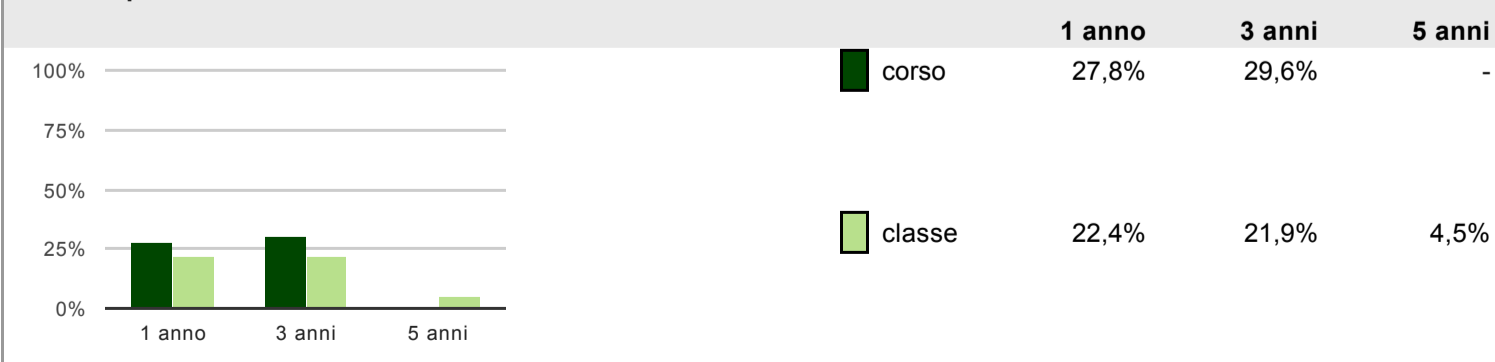 1 anno 3 anni 5 anni
100%
75%
50%
25%
0%
1 anno 3 anni 5 anni
corso 27,8% 29,6% -
classe 22,4% 21,9% 4,5%